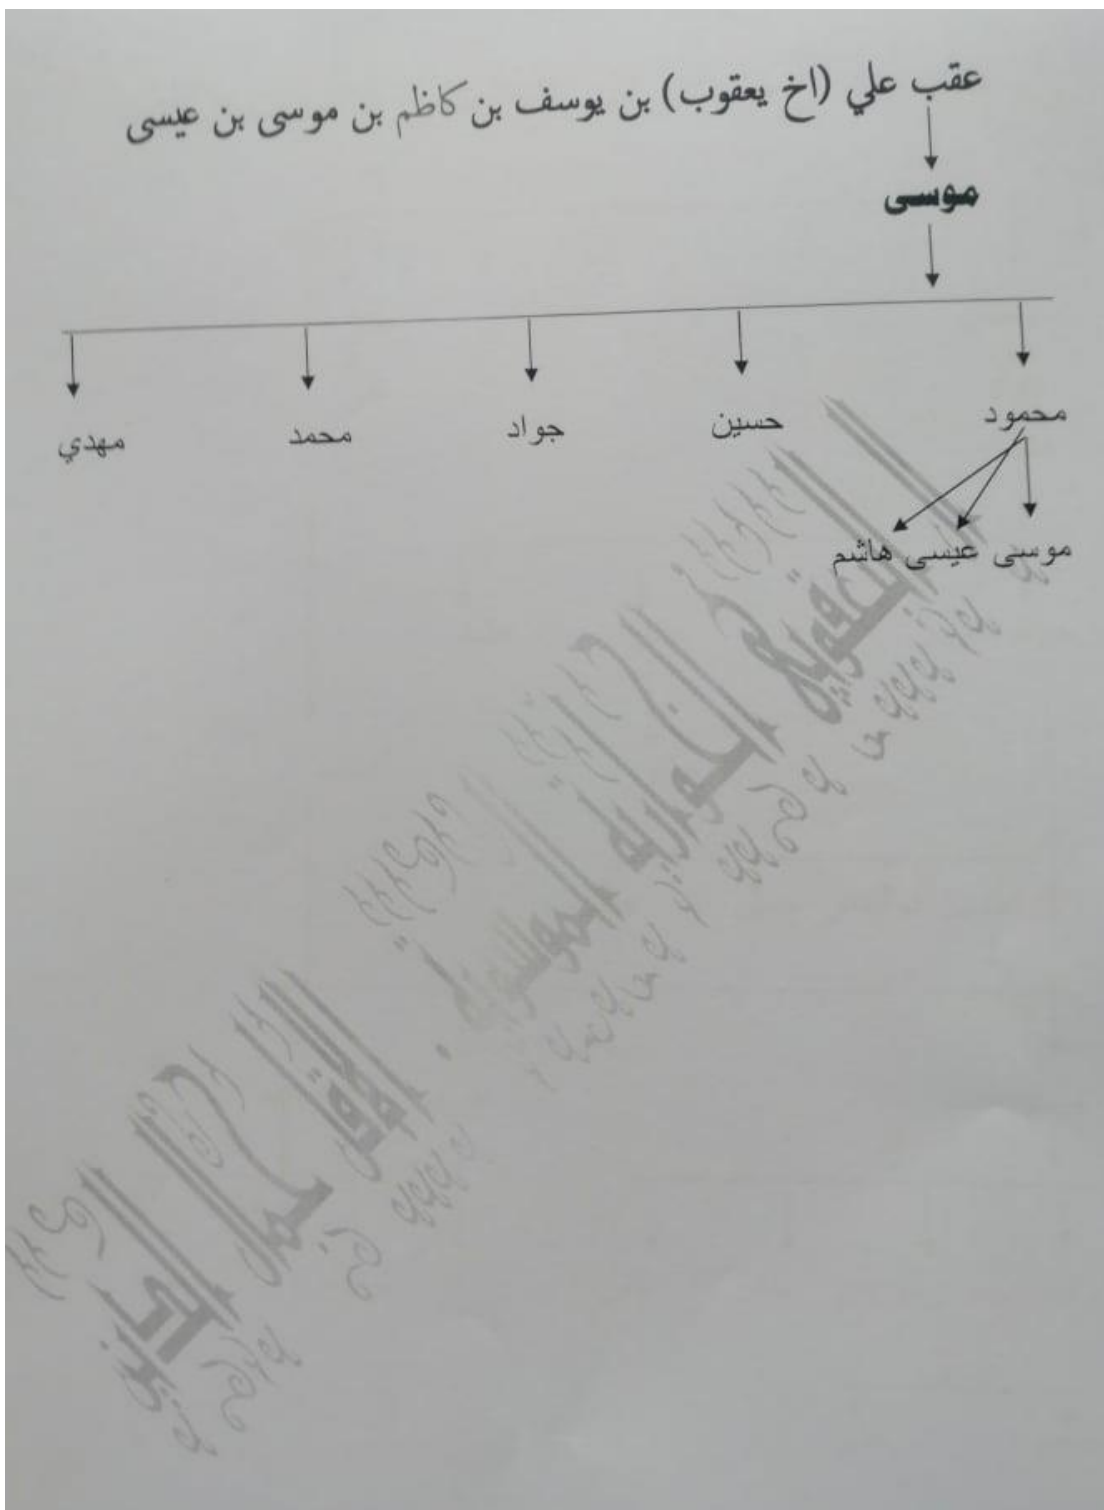 عقب علي (اخ يعقوب) بن يوسف بن كاظم بن موسى بن عيسى
موسى
محمود حسين جواد محمد مهدي
موسى عيسى هاشم